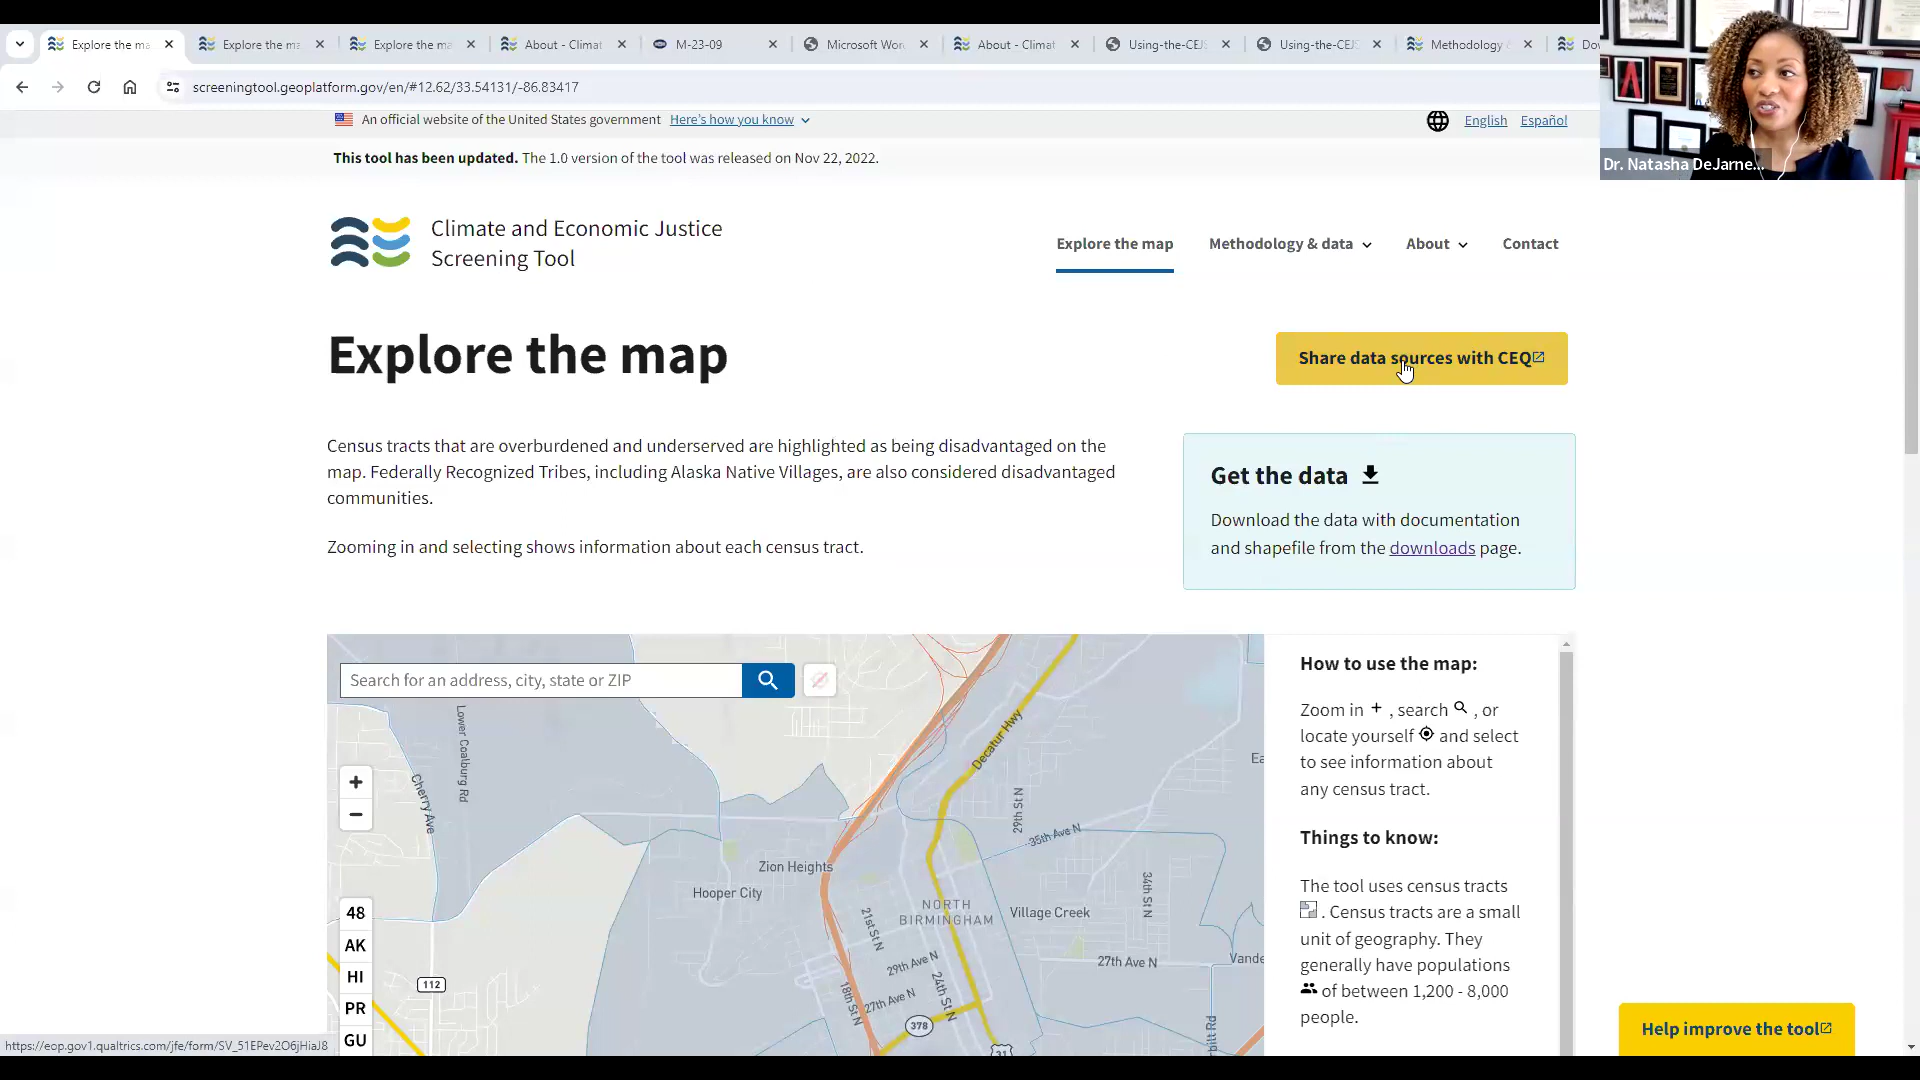 Explore the ma
Explore the ma
Explore the ma
About - Climat
M-23-09
Microsoft Wor
About - Climat
Using-the-CEJS
Using-the-CEJS
Methodology
Do
screeningtool.geoplatform.gov/en/#12.62/33.54131/-86.83417
Dr. Natasha DeJarne...
An official website of the United States government Here's how you know
English Español
This tool has been updated. The 1.0 version of the tool was released on Nov 22, 2022.
Climate and Economic Justice
Screening Tool
Explore the map Methodology & data About Contact
Explore the map
Share data sources with CEQ
Census tracts that are overburdened and underserved are highlighted as being disadvantaged on the
map. Federally Recognized Tribes, including Alaska Native Villages, are also considered disadvantaged
communities.
Zooming in and selecting shows information about each census tract.
Get the data
Download the data with documentation
and shapefile from the downloads page.
Search for an address, city, state or ZIP
+
−
48
AK
HI
PR
GU
Lower Coalburg Rd
Cherry Ave
Decatur Hwy
29th St N
35th Ave N
34th St N
Ea
Zion Heights
Hooper City
NORTH
BIRMINGHAM
Village Creek
21st St N
29th Ave N
27th Ave N
24th St N
18th St N
27th Ave N
Vande
112
378
31
How to use the map:
Zoom in + , search , or
locate yourself and select
to see information about
any census tract.
Things to know:
The tool uses census tracts
. Census tracts are a small
unit of geography. They
generally have populations
of between 1,200 - 8,000
people.
Help improve the tool
https://eop.gov1.qualtrics.com/jfe/form/SV_51EPev2O6jHiaJ8